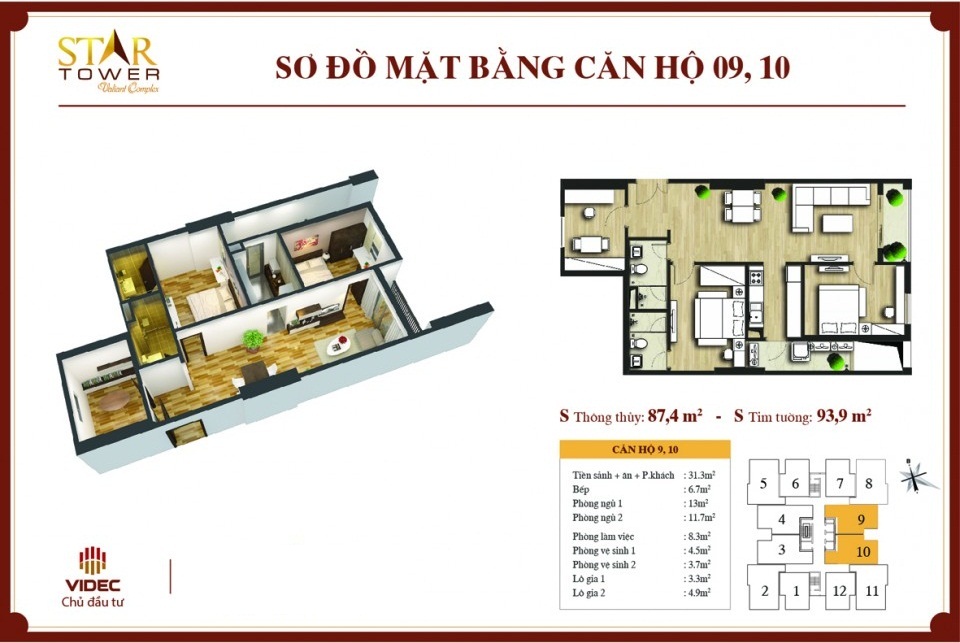 STAR
TOWER
Valiant Complex
SƠ ĐỒ MẶT BẰNG CĂN HỘ 09, 10
S Thông thủy: 87,4 m² - S Tim tường: 93,9 m²
CĂN HỘ 9, 10
Tiền sảnh + ăn + P.khách : 31.3m²
Bếp : 6.7m²
Phòng ngủ 1 : 13m²
Phòng ngủ 2 : 11.7m²
Phòng làm việc : 8.3m²
Phòng vệ sinh 1 : 4.5m²
Phòng vệ sinh 2 : 3.7m²
Lô gia 1 : 3.3m²
Lô gia 2 : 4.9m²
5 6 7 8
4 9
3 10
2 1 12 11
VIDEC
Chủ đầu tư